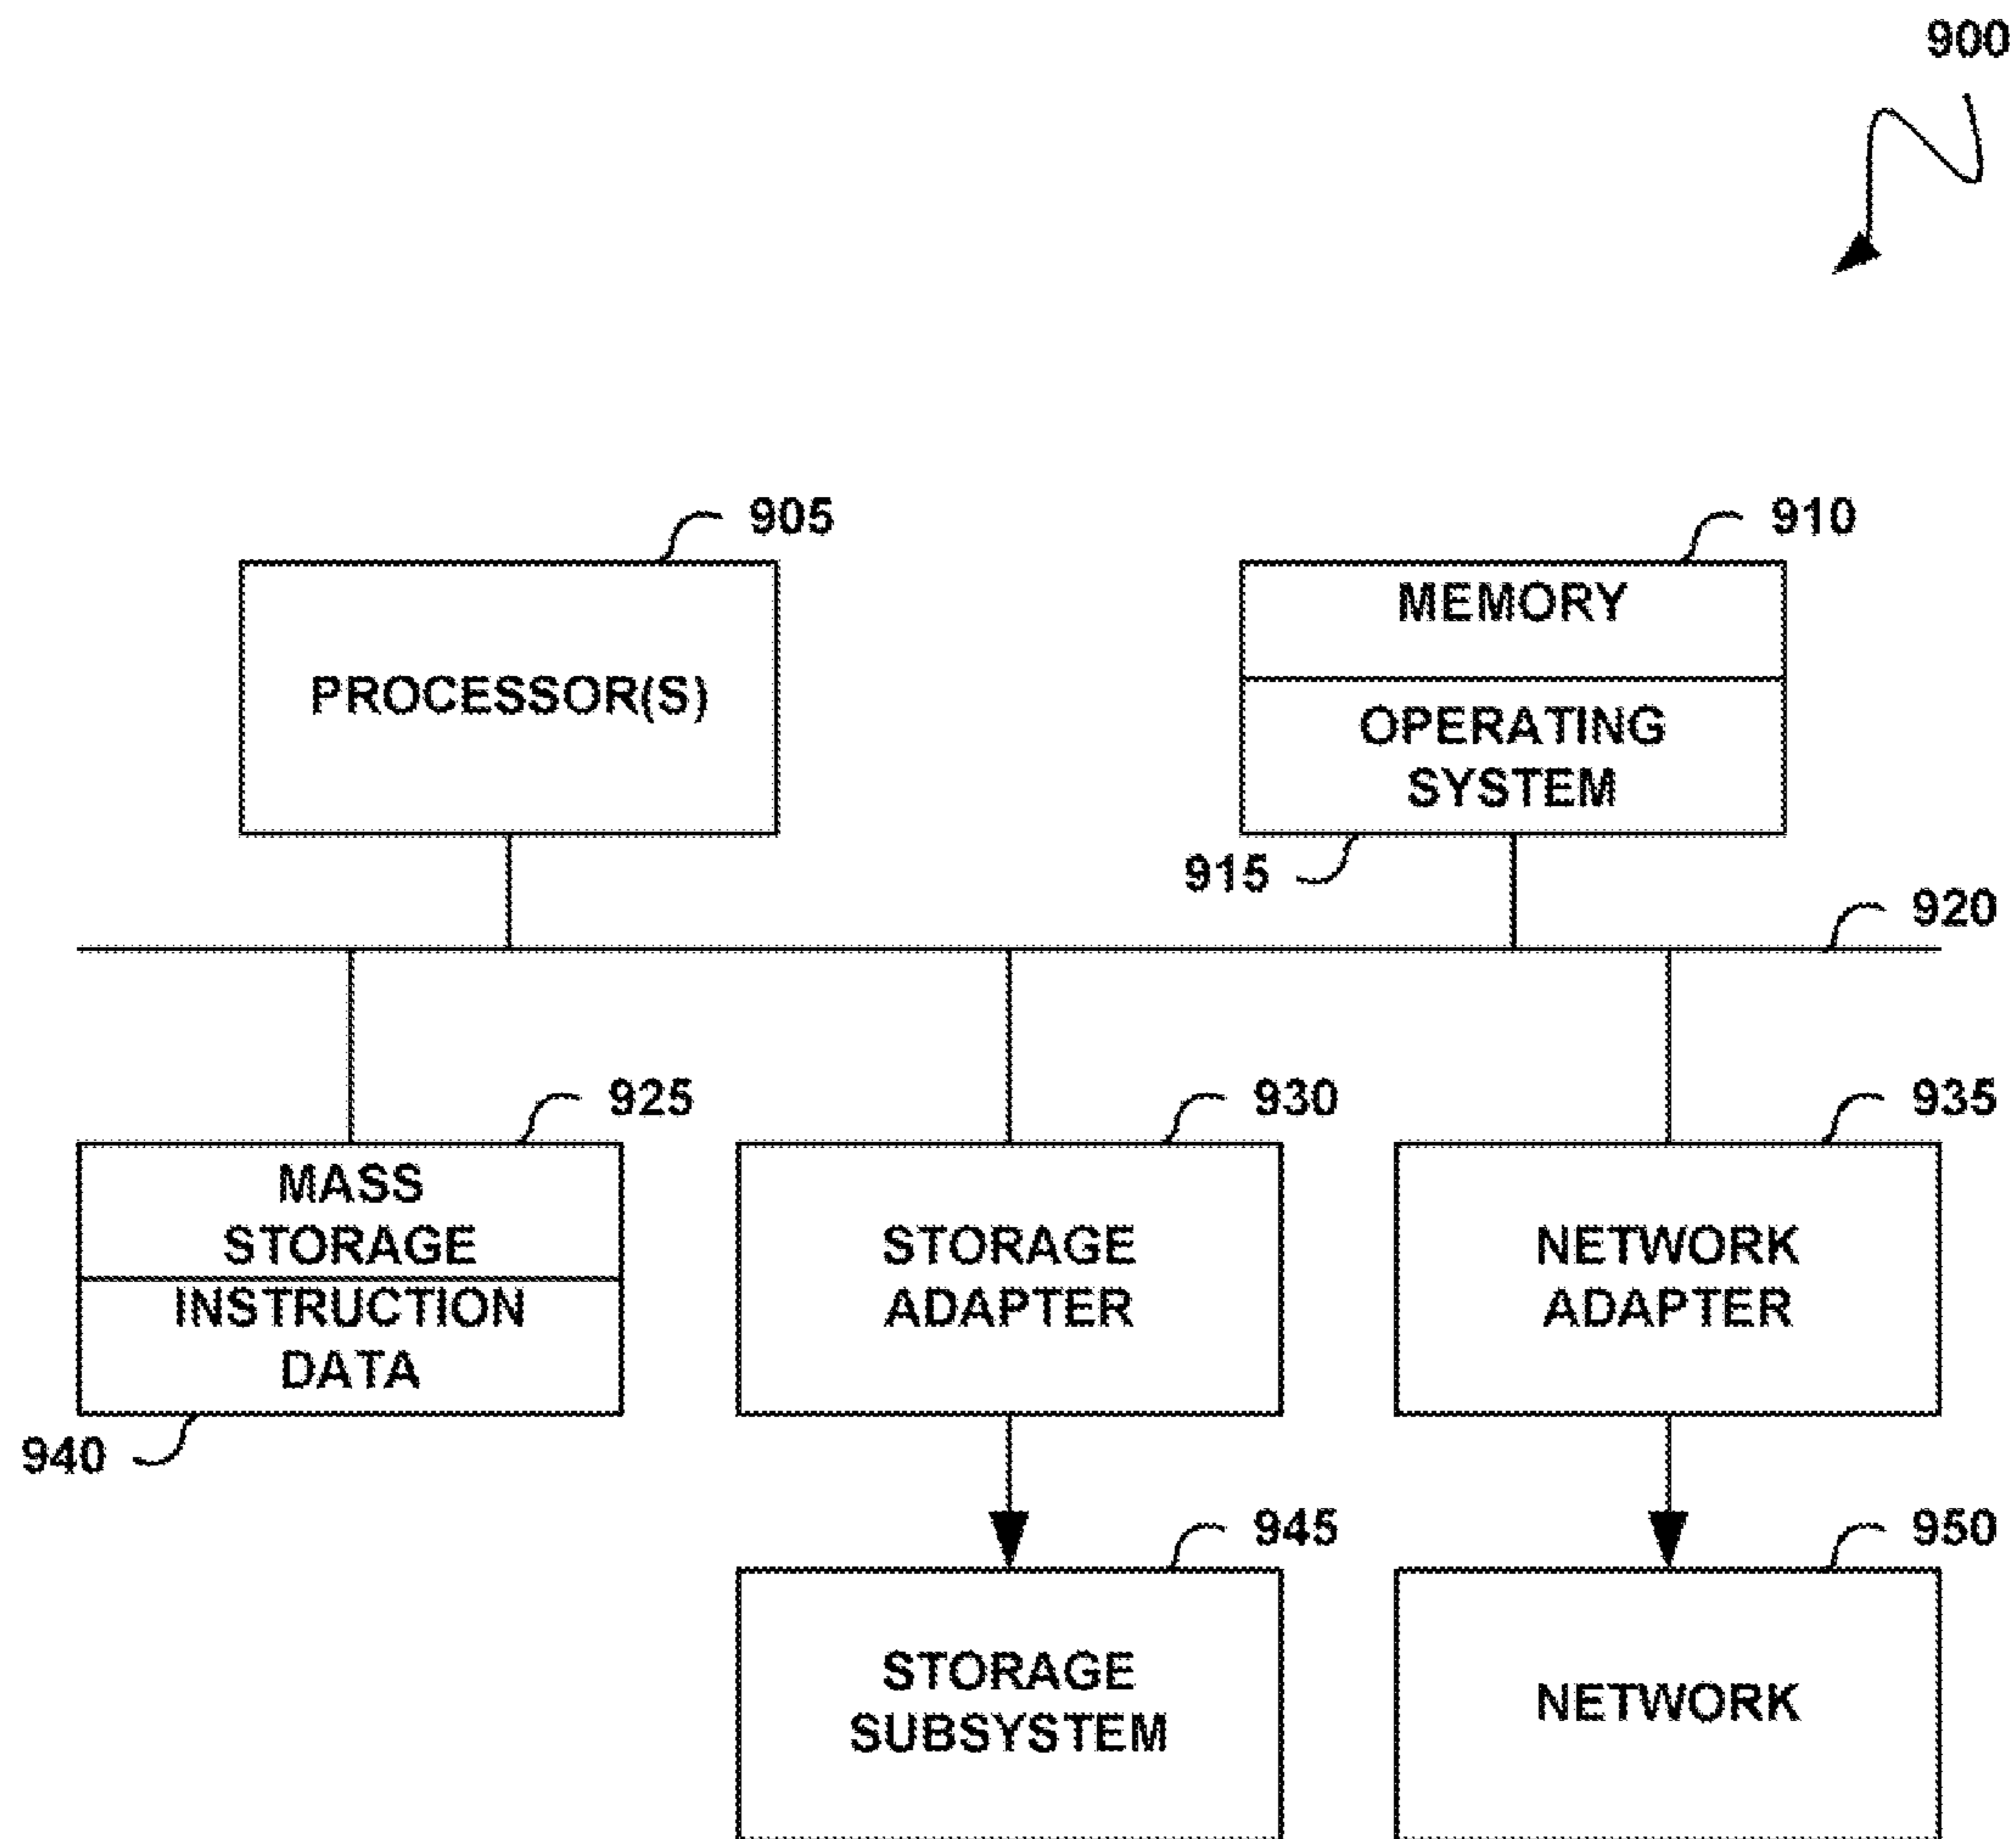 900
905
910
PROCESSOR(S)
MEMORY
OPERATING
SYSTEM
915
920
925
930
935
MASS
STORAGE
INSTRUCTION
DATA
STORAGE
ADAPTER
NETWORK
ADAPTER
940
945
950
STORAGE
SUBSYSTEM
NETWORK